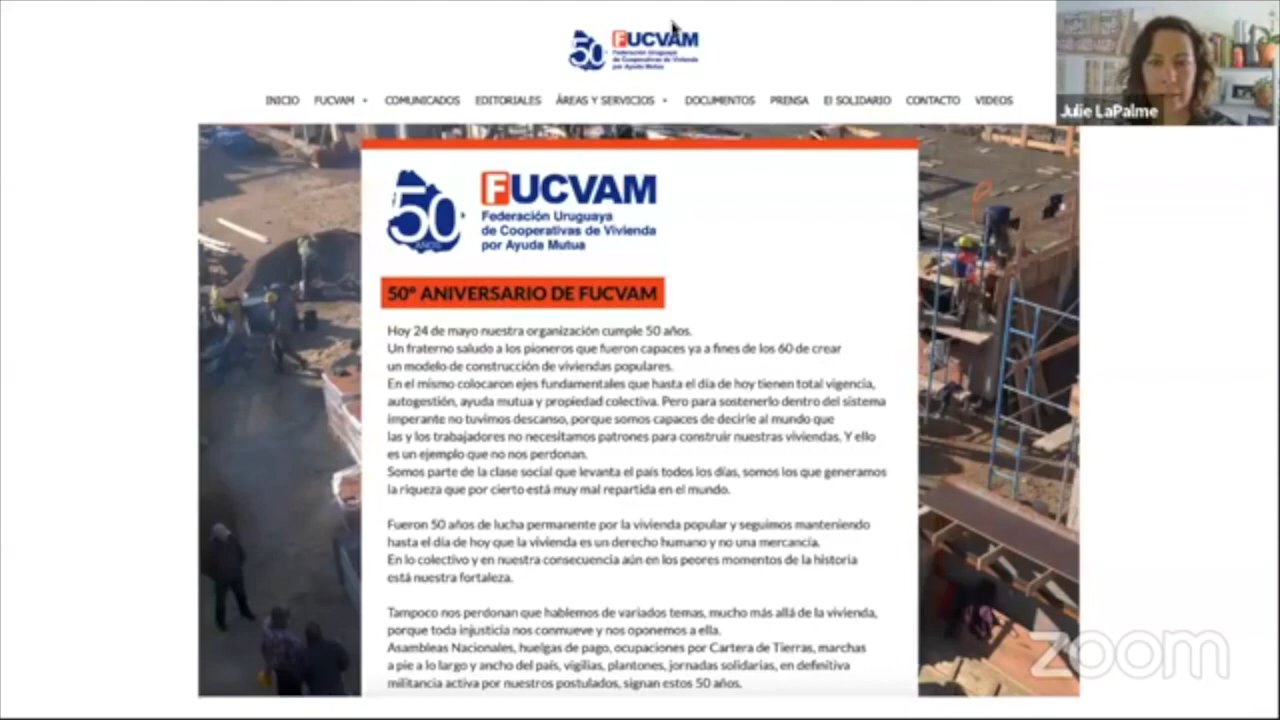 50
FUCVAM
Federación Uruguaya
de Cooperativas de Vivienda
por Ayuda Mutua
Julie LaPalme
INICIO FUCVAM COMUNICADOS EDITORIALES ÁREAS Y SERVICIOS DOCUMENTOS PRENSA El SOLIDARIO CONTACTO VIDEOS
50
AÑOS
FUCVAM
Federación Uruguaya
de Cooperativas de Vivienda
por Ayuda Mutua
50° ANIVERSARIO DE FUCVAM
Hoy 24 de mayo nuestra organización cumple 50 años.
Un fraterno saludo a los pioneros que fueron capaces ya a fines de los 60 de crear
un modelo de construcción de viviendas populares.
En el mismo colocaron ejes fundamentales que hasta el día de hoy tienen total vigencia,
autogestión, ayuda mutua y propiedad colectiva. Pero para sostenerlo dentro del sistema
imperante no tuvimos descanso, porque somos capaces de decirle al mundo que
las y los trabajadores no necesitamos patrones para construir nuestras viviendas. Y ello
es un ejemplo que no nos perdonan.
Somos parte de la clase social que levanta el país todos los días, somos los que generamos
la riqueza que por cierto está muy mal repartida en el mundo.
Fueron 50 años de lucha permanente por la vivienda popular y seguimos manteniendo
hasta el día de hoy que la vivienda es un derecho humano y no una mercancía.
En lo colectivo y en nuestra consecuencia aún en los peores momentos de la historia
está nuestra fortaleza.
Tampoco nos perdonan que hablemos de variados temas, mucho más allá de la vivienda,
porque toda injusticia nos conmueve y nos oponemos a ella.
Asambleas Nacionales, huelgas de pago, ocupaciones por Cartera de Tierras, marchas
a pie a lo largo y ancho del país, vigilias, plantones, jornadas solidarias, en definitiva
militancia activa por nuestros postulados, signan estos 50 años.
zoom